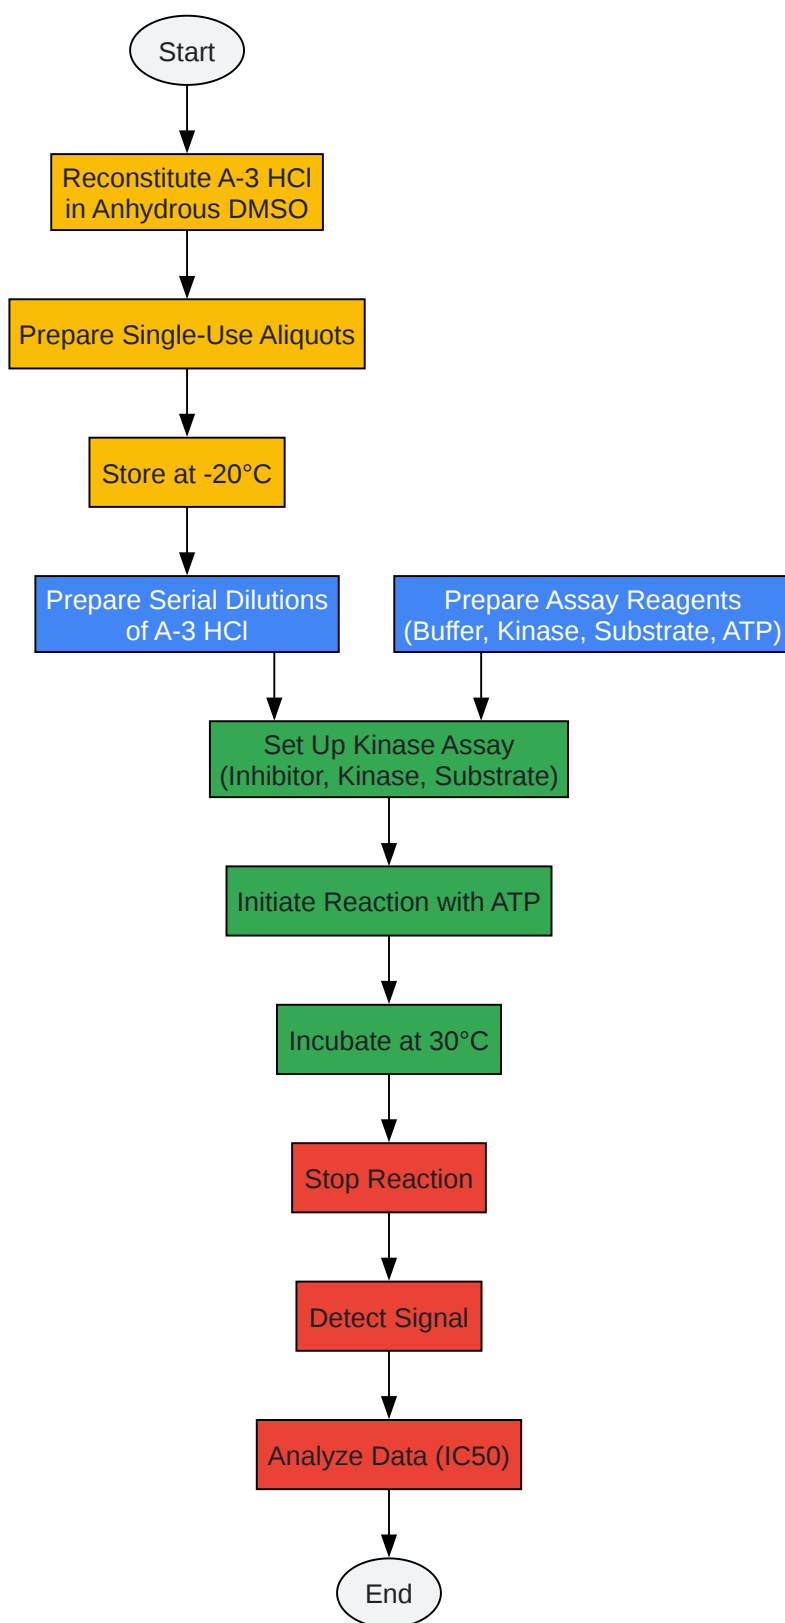 Start
Reconstitute A-3 HCl
in Anhydrous DMSO
Prepare Single-Use Aliquots
Store at -20°C
Prepare Serial Dilutions
of A-3 HCl
Prepare Assay Reagents
(Buffer, Kinase, Substrate, ATP)
Set Up Kinase Assay
(Inhibitor, Kinase, Substrate)
Initiate Reaction with ATP
Incubate at 30°C
Stop Reaction
Detect Signal
Analyze Data (IC50)
End